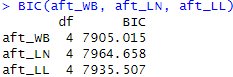 > BIC(aft_WB, aft_LN, aft_LL)
       df      BIC
aft_WB  4 7905.015
aft_LN  4 7964.658
aft_LL  4 7935.507